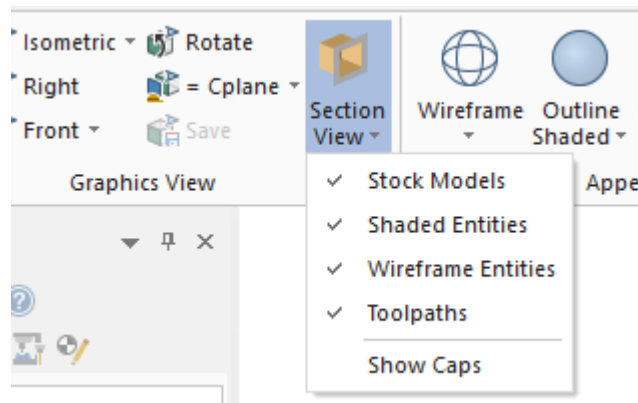 Isometric
Rotate
Right
= Cplane
Front
Save
Section
View
Wireframe
Outline
Shaded
Graphics View
Appe
Stock Models
Shaded Entities
Wireframe Entities
Toolpaths
Show Caps